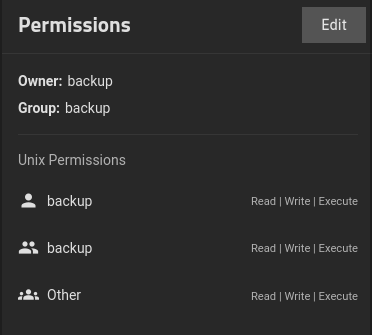 Permissions
Edit
Owner: backup
Group: backup
Unix Permissions
backup Read | Write | Execute
backup Read | Write | Execute
Other Read | Write | Execute